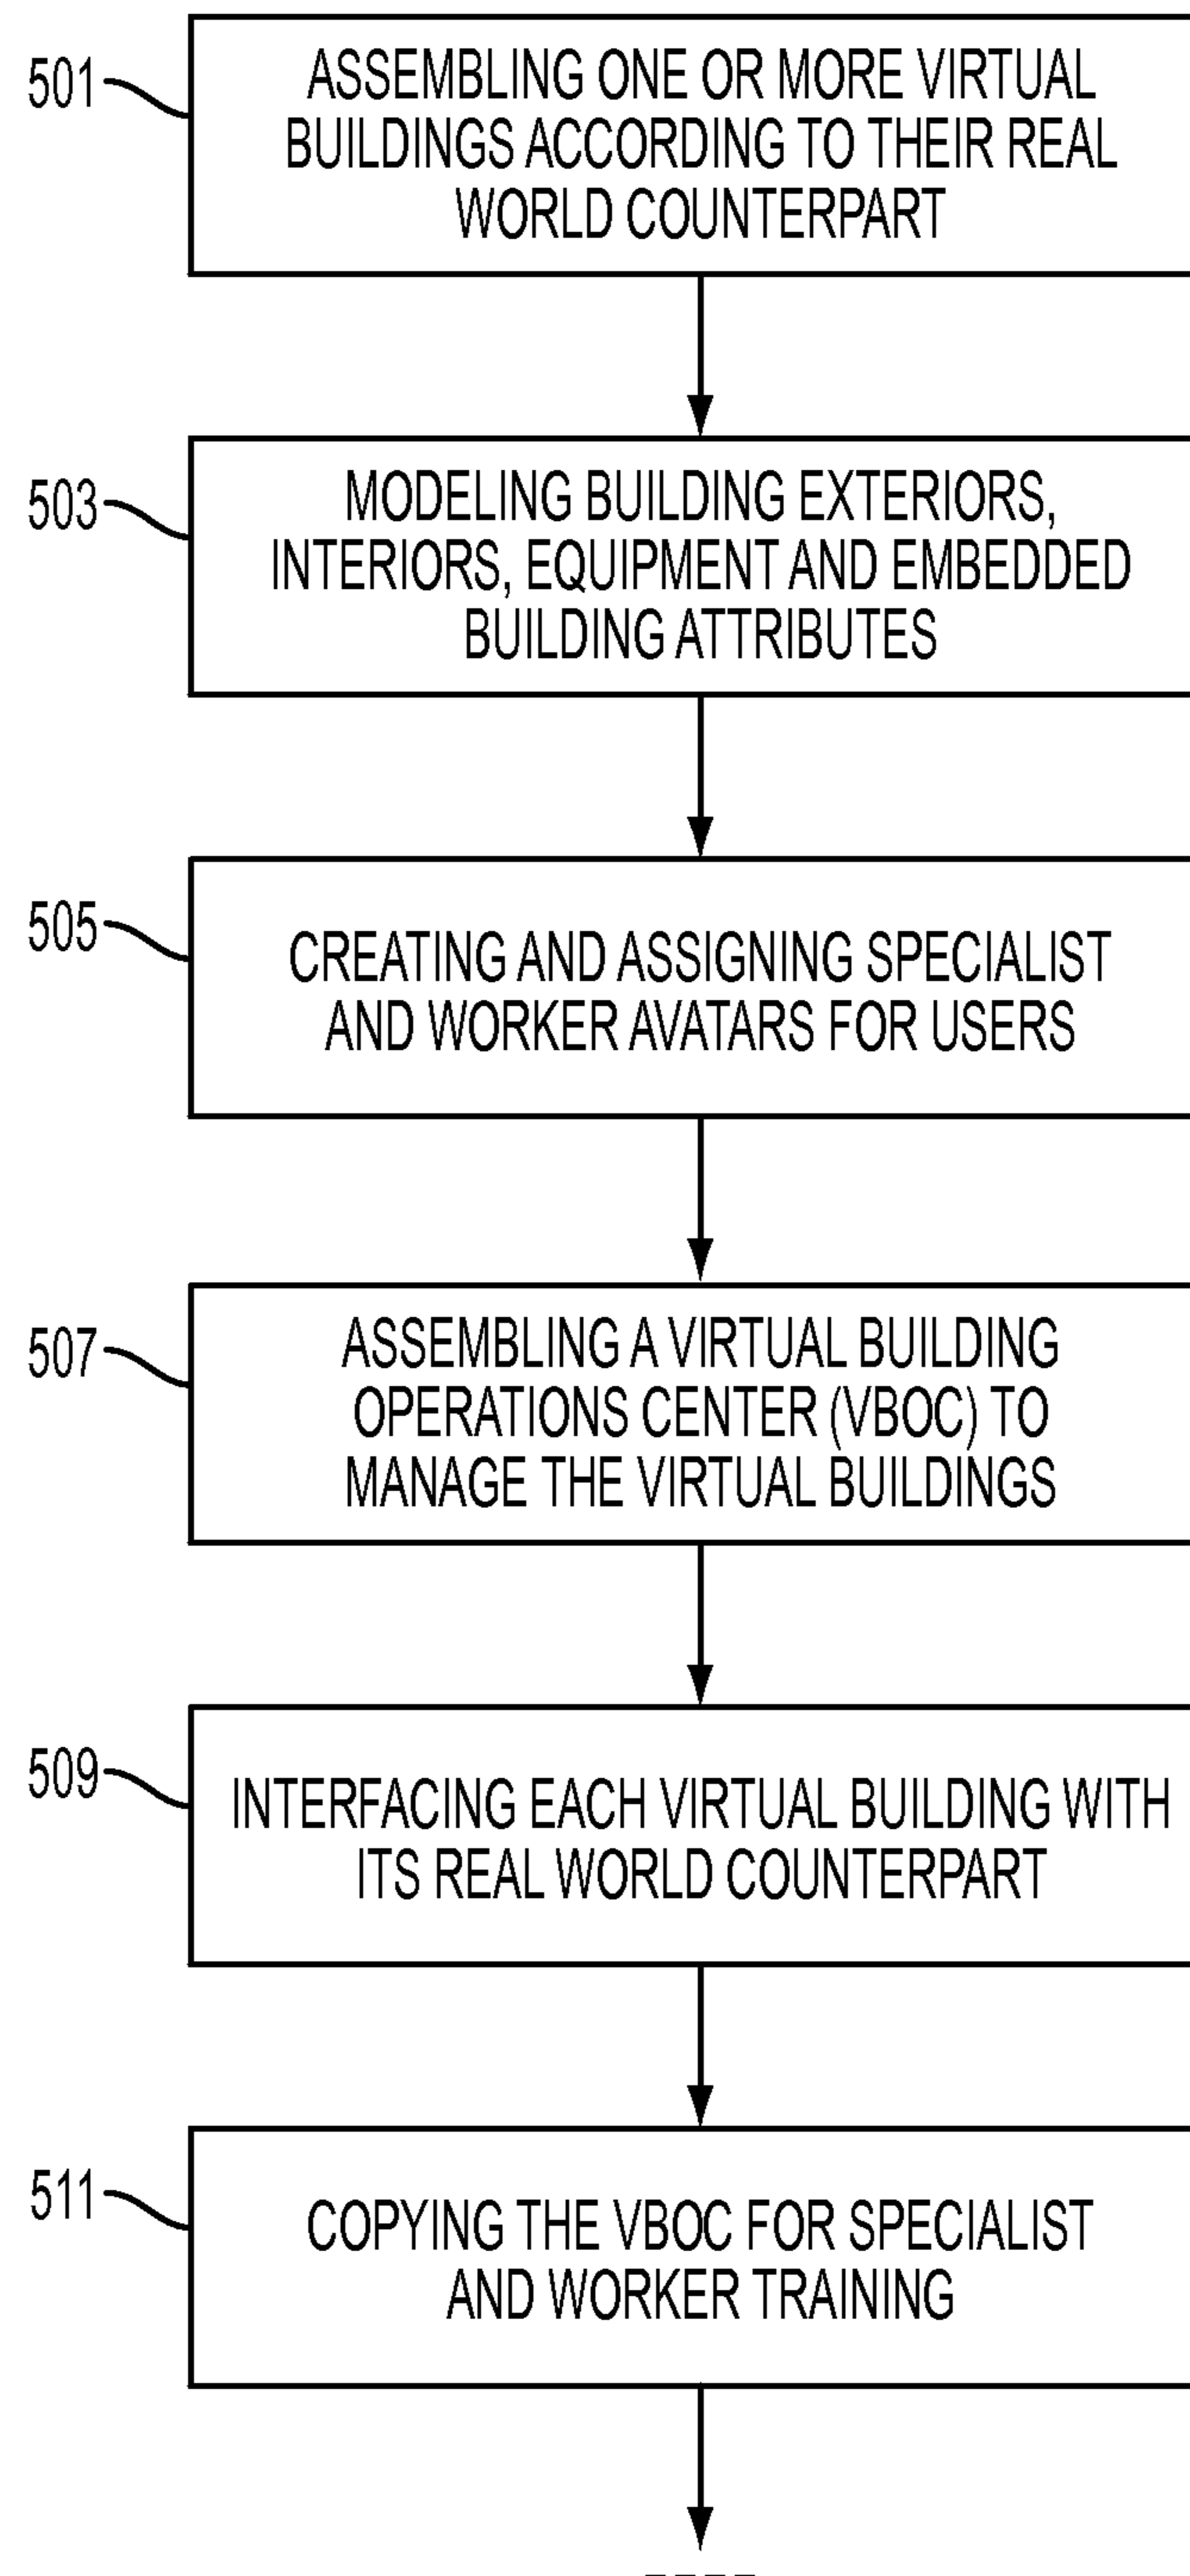 501
ASSEMBLING ONE OR MORE VIRTUAL
BUILDINGS ACCORDING TO THEIR REAL
WORLD COUNTERPART
503
MODELING BUILDING EXTERIORS,
INTERIORS, EQUIPMENT AND EMBEDDED
BUILDING ATTRIBUTES
505
CREATING AND ASSIGNING SPECIALIST
AND WORKER AVATARS FOR USERS
507
ASSEMBLING A VIRTUAL BUILDING
OPERATIONS CENTER (VBOC) TO
MANAGE THE VIRTUAL BUILDINGS
509
INTERFACING EACH VIRTUAL BUILDING WITH
ITS REAL WORLD COUNTERPART
511
COPYING THE VBOC FOR SPECIALIST
AND WORKER TRAINING